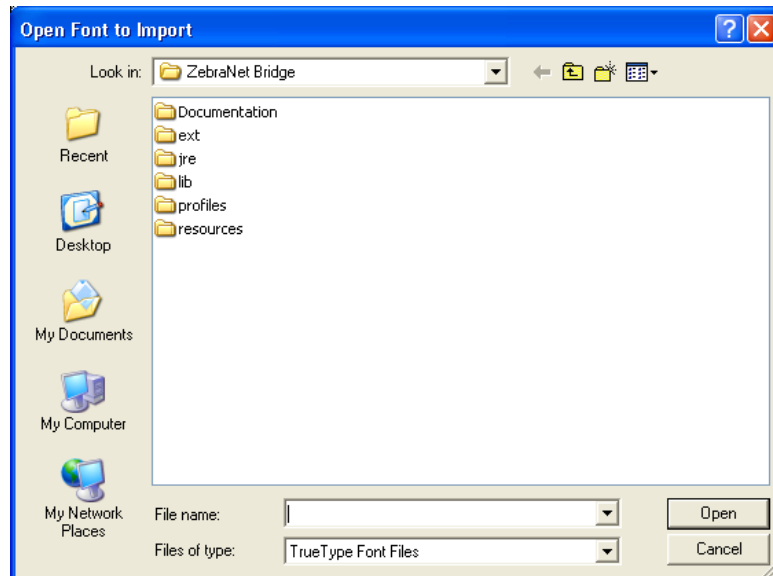 Open Font to Import
?
X
Look in: ZebraNet Bridge
Documentation
ext
jre
lib
profiles
resources
Recent
Desktop
My Documents
My Computer
My Network
Places
File name:
Open
Files of type: TrueType Font Files
Cancel